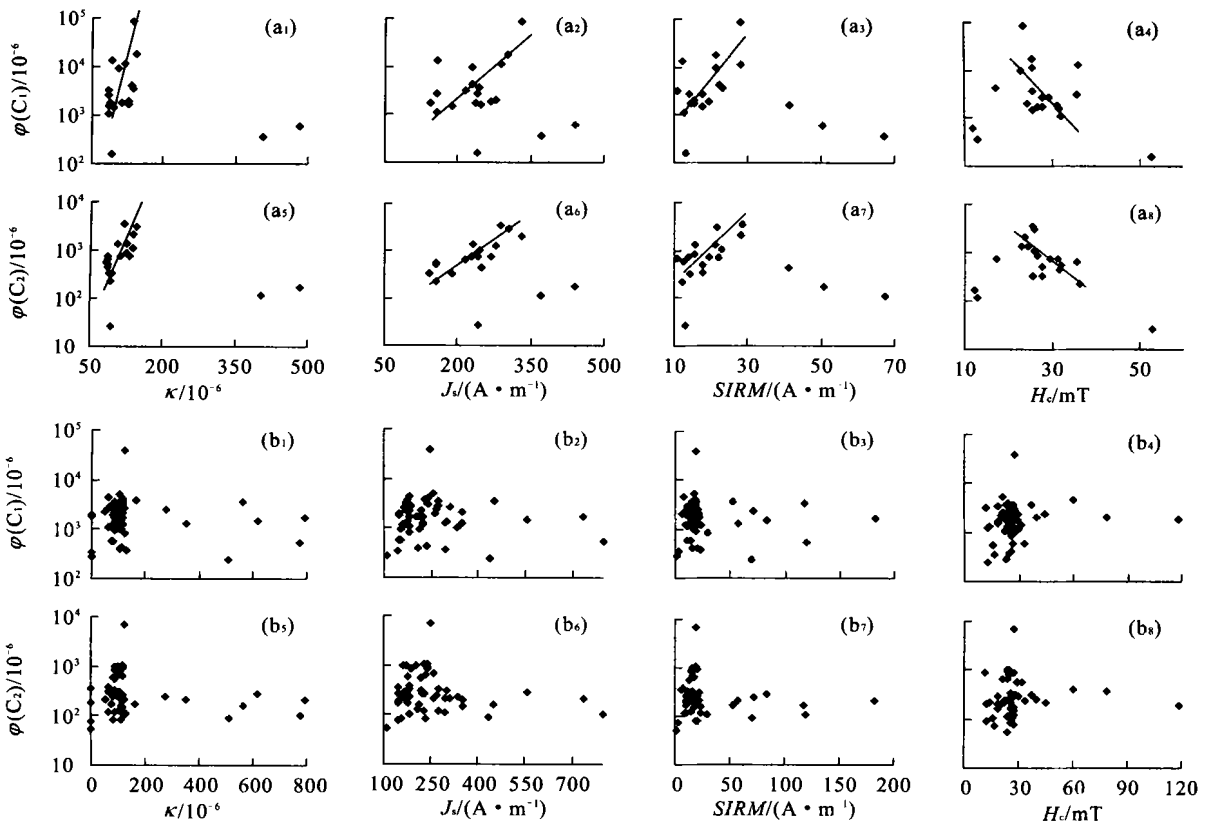 φ(C₁)/10⁻⁶
10⁵
10⁴
10³
10²
(a₁) (a₂) (a₃) (a₄)
φ(C₂)/10⁻⁶
10⁴
10³
10²
10
(a₅) (a₆) (a₇) (a₈)
50 200 350 500
50 200 350 500
10 30 50 70
10 30 50
κ/10⁻⁶ Jₛ/(A·m⁻¹) SIRM/(A·m⁻¹) H꜀/mT
φ(C₁)/10⁻⁶
10⁵
10⁴
10³
10²
(b₁) (b₂) (b₃) (b₄)
φ(C₂)/10⁻⁶
10⁴
10³
10²
10
(b₅) (b₆) (b₇) (b₈)
0 200 400 600 800
100 250 400 550 700
0 50 100 150 200
0 30 60 90 120
κ/10⁻⁶ Jₛ/(A·m⁻¹) SIRM/(A·m⁻¹) H꜀/mT